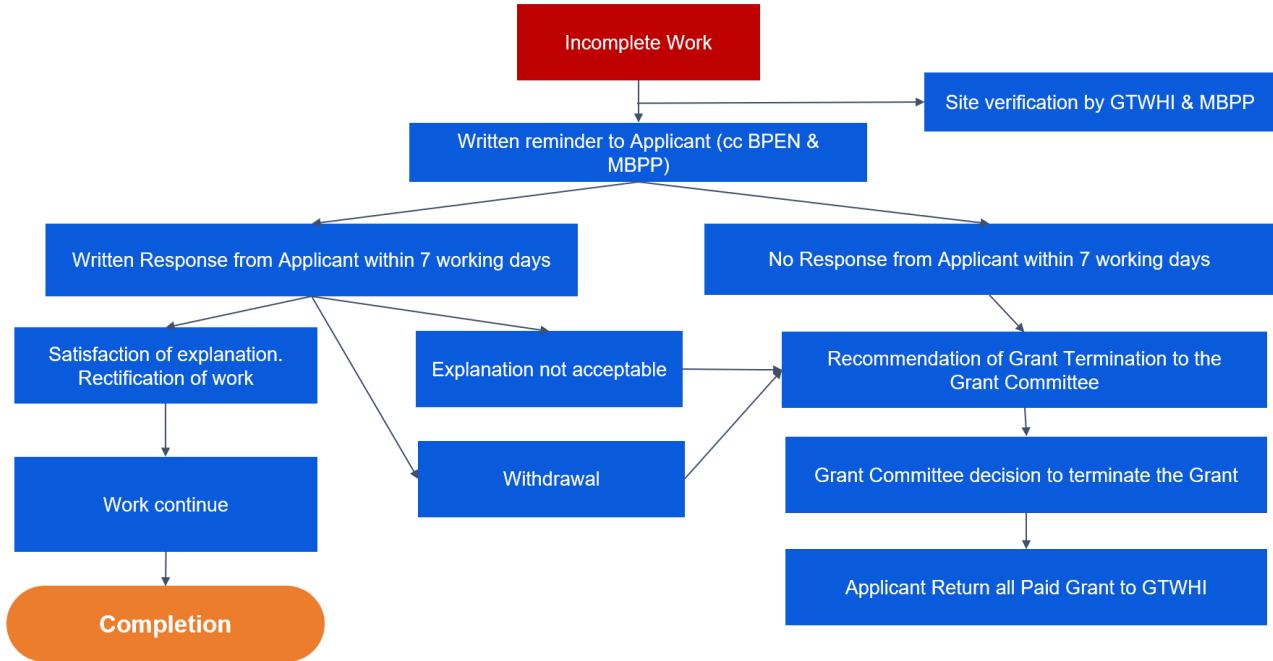 Incomplete Work
Site verification by GTWHI & MBPP
Written reminder to Applicant (cc BPEN &
MBPP)
Written Response from Applicant within 7 working days
No Response from Applicant within 7 working days
Satisfaction of explanation.
Rectification of work
Explanation not acceptable
Recommendation of Grant Termination to the
Grant Committee
Work continue
Withdrawal
Grant Committee decision to terminate the Grant
Completion
Applicant Return all Paid Grant to GTWHI